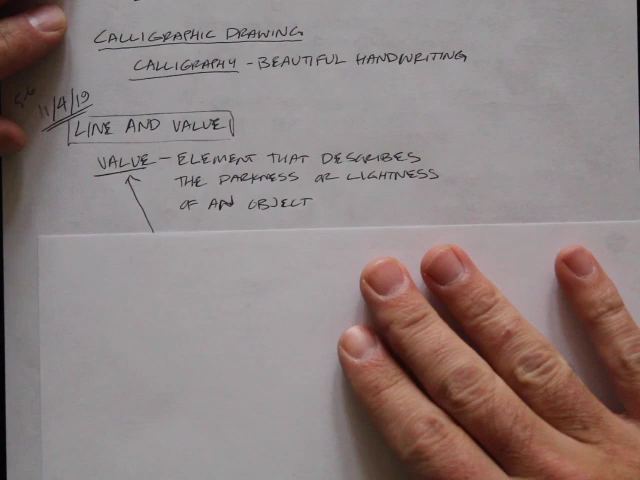 CALLIGRAPHIC DRAWING
CALLIGRAPHY - BEAUTIFUL HANDWRITING
11/4/19
LINE AND VALUE
VALUE - ELEMENT THAT DESCRIBES
THE DARKNESS OR LIGHTNESS
OF AN OBJECT